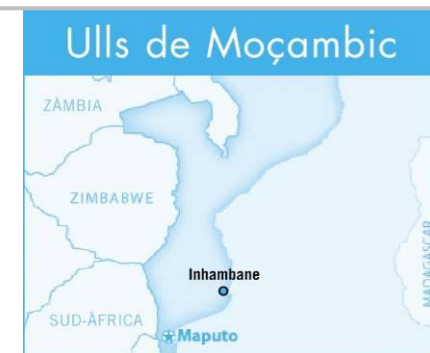 Ulls de Moçambic
ZÀMBIA
ZIMBABWE
MADAGASCAR
Inhambane
SUD-ÀFRICA
Maputo